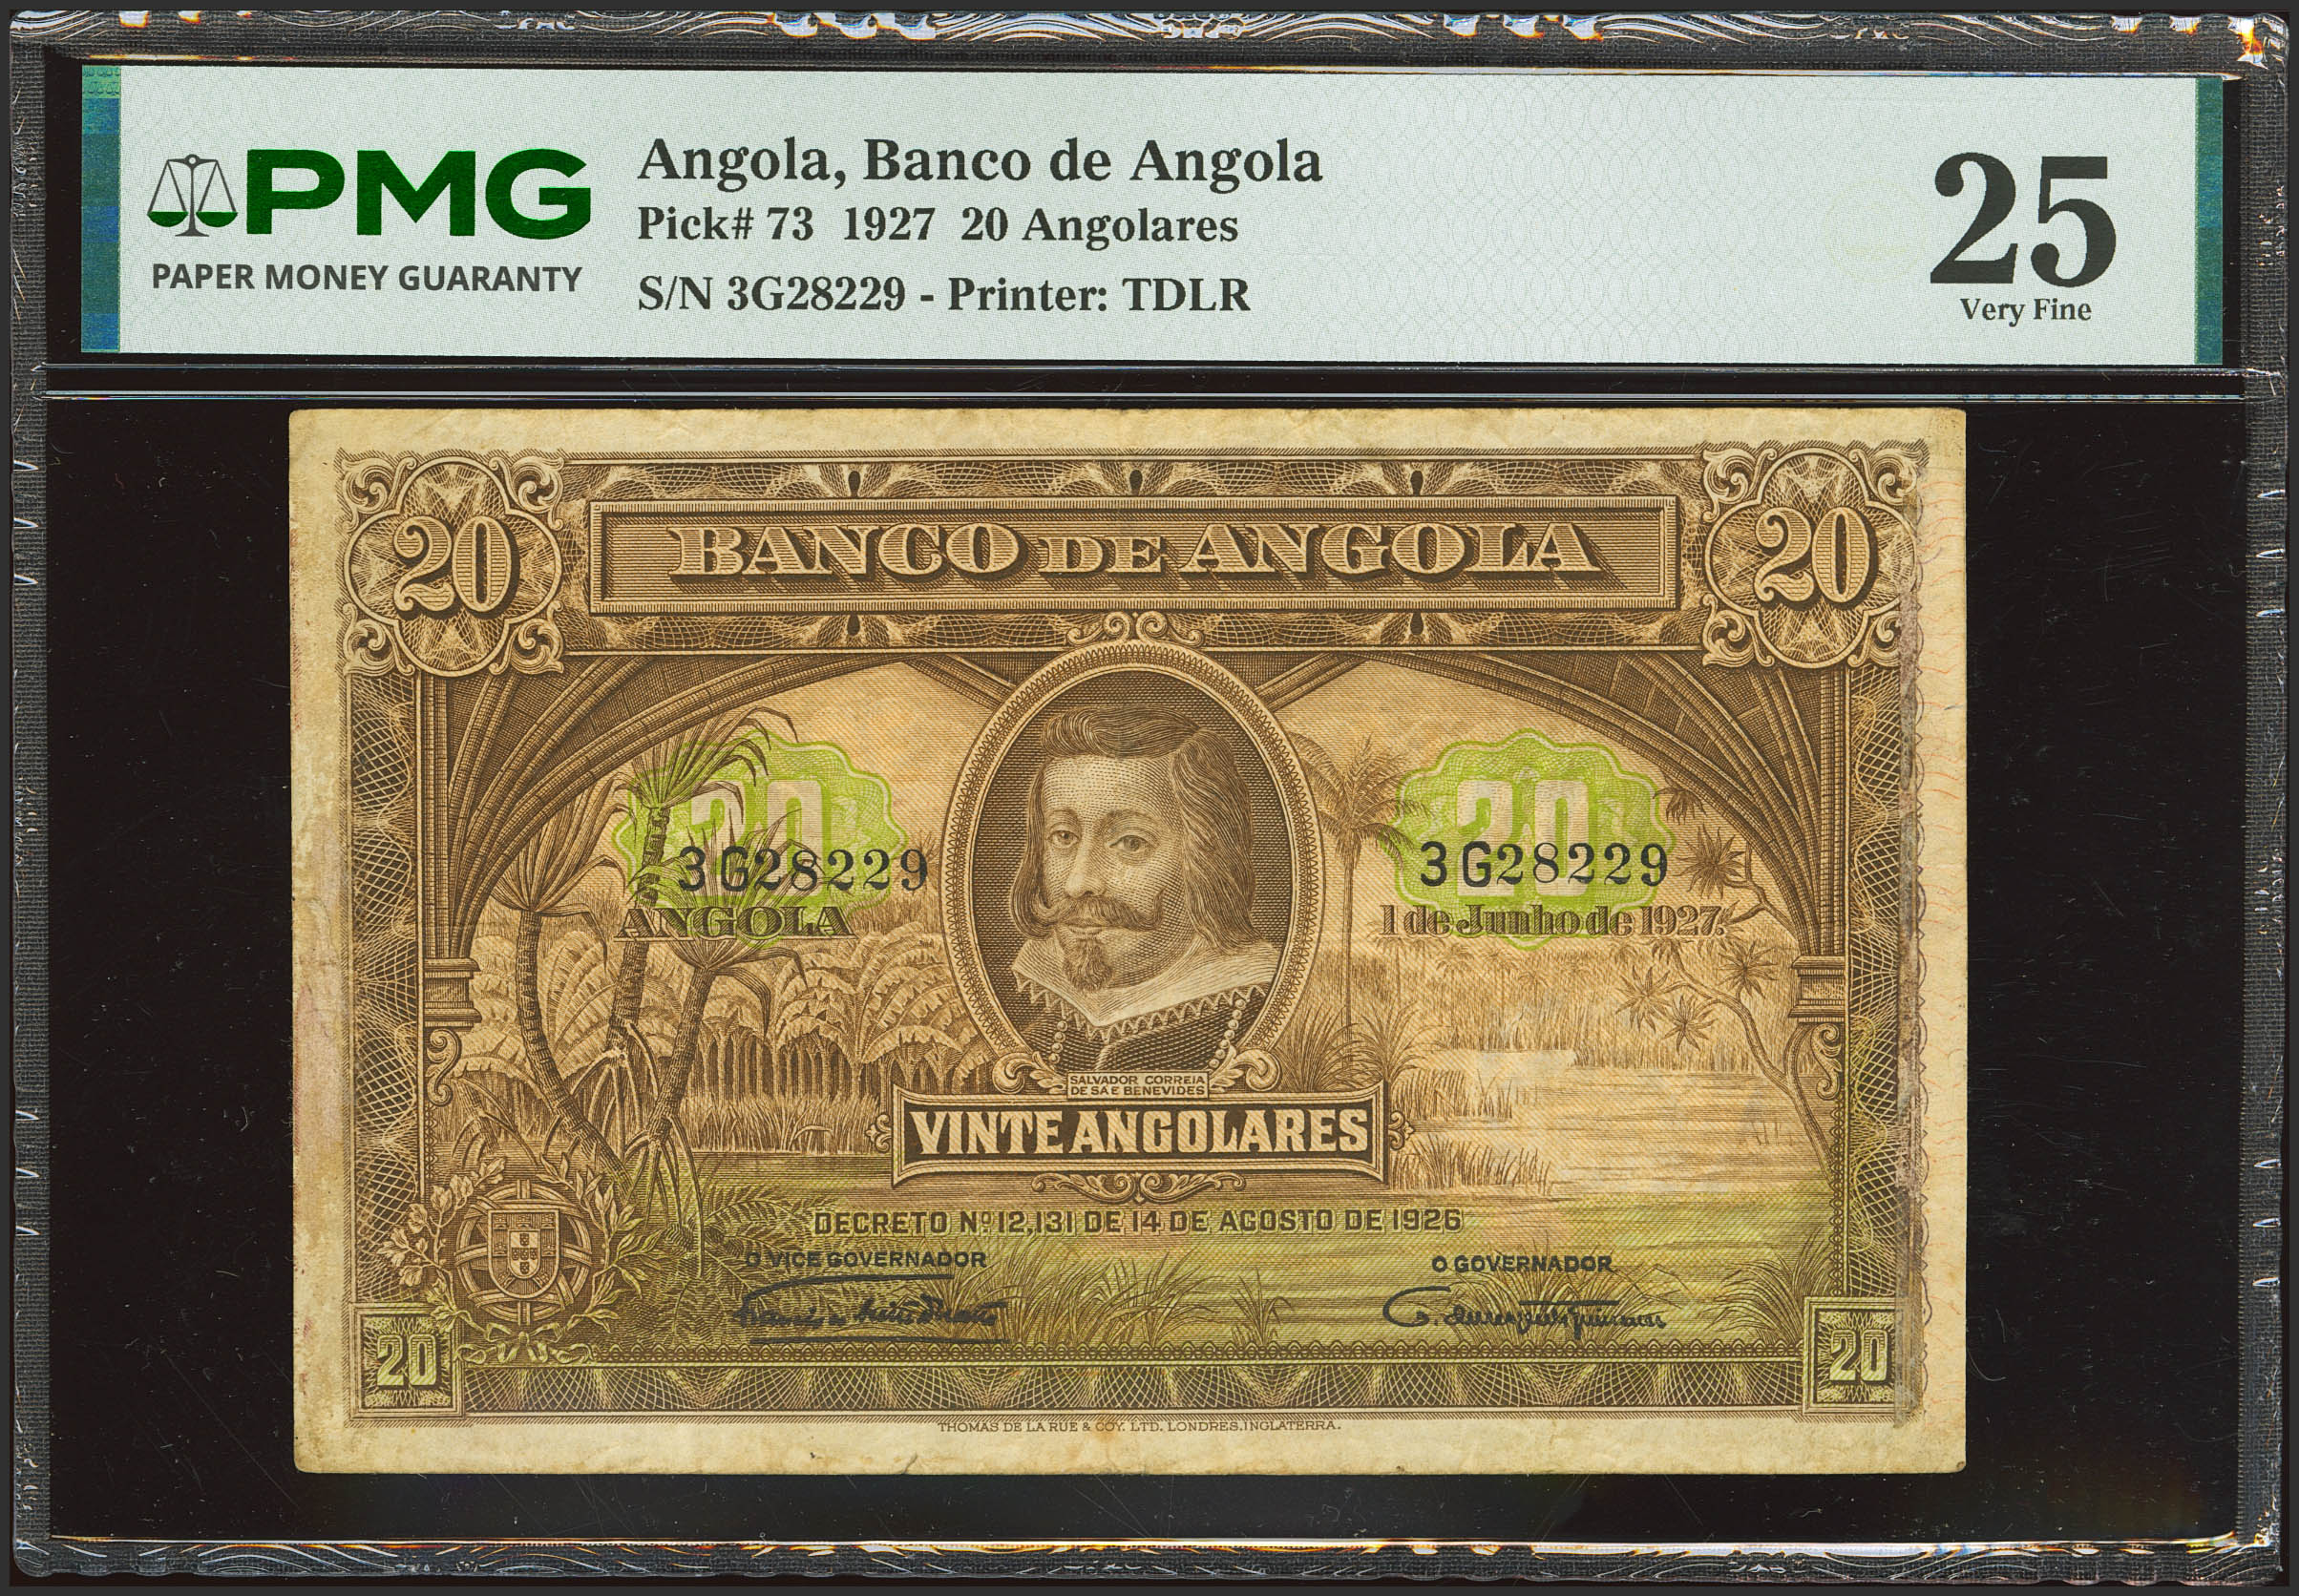 PMG
PAPER MONEY GUARANTY
Angola, Banco de Angola
Pick# 73 1927 20 Angolares
S/N 3G28229 - Printer: TDLR
25
Very Fine
20
BANCO DE ANGOLA
20
20
20
3G28229
3G28229
ANGOLA
1 de Junho de 1927.
SALVADOR CORREIA
DE SÁ E BENEVIDES
VINTE ANGOLARES
DECRETO Nº 12,131 DE 14 DE AGOSTO DE 1926
O VICE GOVERNADOR
O GOVERNADOR
20
20
THOMAS DE LA RUE & COY. LTD. LONDRES, INGLATERRA.